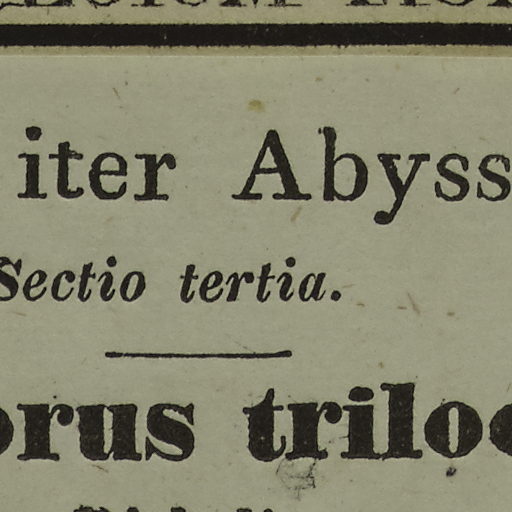 iter Abyss
Sectio tertia.
orus triloc